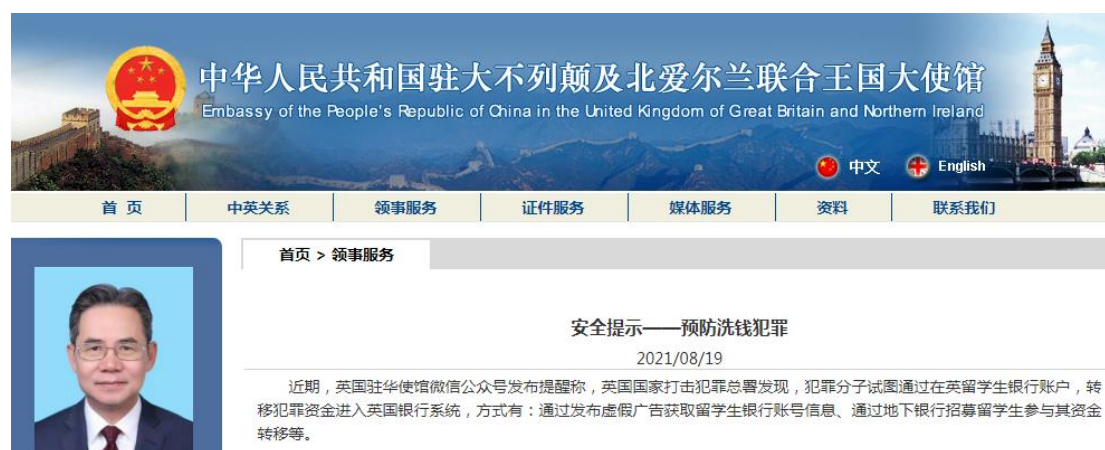 中华人民共和国驻大不列颠及北爱尔兰联合王国大使馆
Embassy of the People's Republic of China in the United Kingdom of Great Britain and Northern Ireland
中文 English
首 页 中英关系 领事服务 证件服务 媒体服务 资料 联系我们
首页 > 领事服务
安全提示——预防洗钱犯罪
2021/08/19
近期，英国驻华使馆微信公众号发布提醒称，英国国家打击犯罪总署发现，犯罪分子试图通过在英留学生银行账户，转
移犯罪资金进入英国银行系统，方式有：通过发布虚假广告获取留学生银行账号信息、通过地下银行招募留学生参与其资金
转移等。